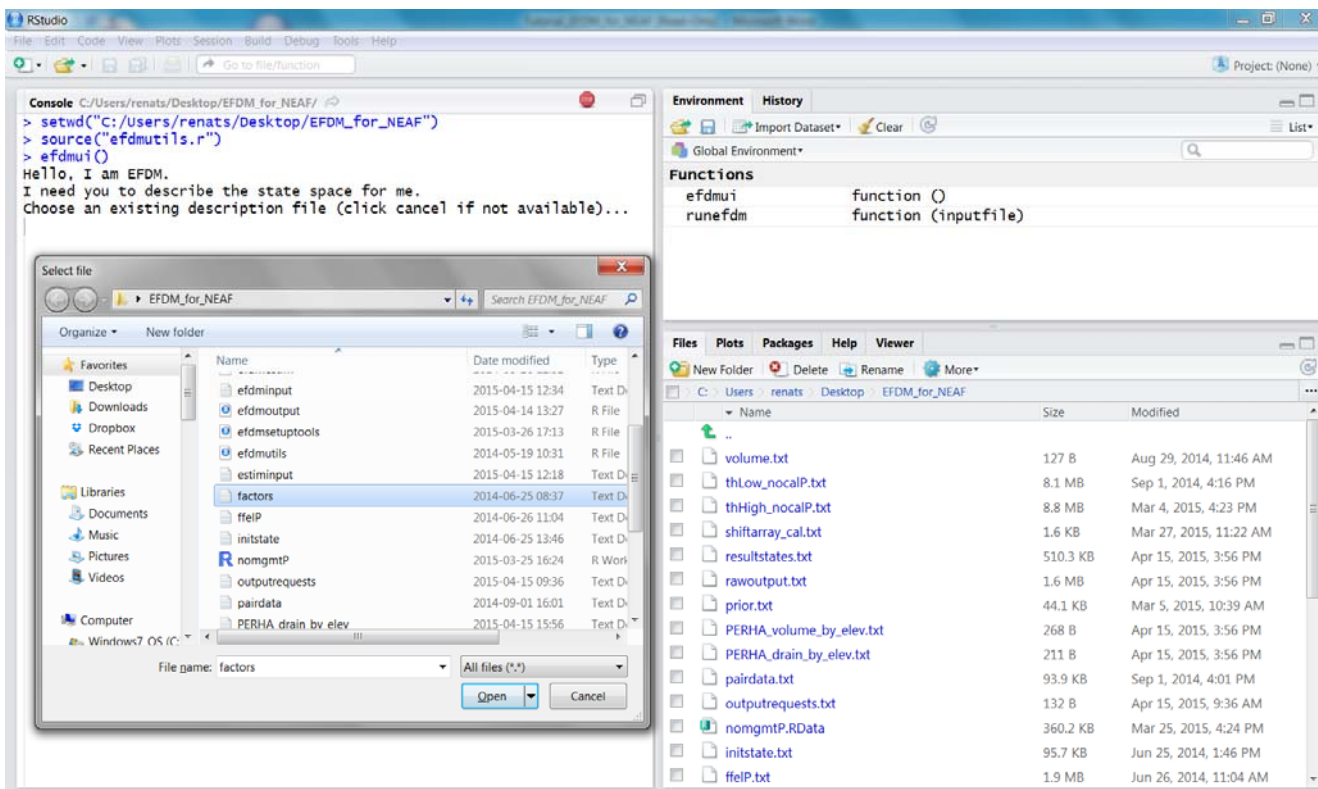 RStudio
File Edit Code View Plots Session Build Debug Tools Help
Go to file/function
Project: (None)
Console C:/Users/renats/Desktop/EFDM_for_NEAF/
> setwd("C:/Users/renats/Desktop/EFDM_for_NEAF")
> source("efdmutils.r")
> efdmui()
Hello, I am EFDM.
I need you to describe the state space for me.
Choose an existing description file (click cancel if not available)...
Select file
EFDM_for_NEAF
Search EFDM_for_NEAF
Organize New folder
Favorites
Desktop
Downloads
Dropbox
Recent Places
Libraries
Documents
Music
Pictures
Videos
Computer
Windows7_OS (C:
Name Date modified Type
efdminput 2015-04-15 12:34 Text D
efdmoutput 2015-04-14 13:27 R File
efdmsetuptools 2015-03-26 17:13 R File
efdmutils 2014-05-19 10:31 R File
estiminput 2015-04-15 12:18 Text D
factors 2014-06-25 08:37 Text D
ffelP 2014-06-26 11:04 Text D
initstate 2014-06-25 13:46 Text D
nomgmtP 2015-03-25 16:24 R Work
outputrequests 2015-04-15 09:36 Text D
pairdata 2014-09-01 16:01 Text D
PERHA_drain_by_elev 2015-04-15 15:56 Text D
File name: factors
All files (*.*)
Open Cancel
Environment History
Import Dataset Clear
List
Global Environment
Functions
efdmui function ()
runefdm function (inputfile)
Files Plots Packages Help Viewer
New Folder Delete Rename More
C: Users renats Desktop EFDM_for_NEAF
Name Size Modified
..
volume.txt 127 B Aug 29, 2014, 11:46 AM
thLow_nocalP.txt 8.1 MB Sep 1, 2014, 4:16 PM
thHigh_nocalP.txt 8.8 MB Mar 4, 2015, 4:23 PM
shiftarray_cal.txt 1.6 KB Mar 27, 2015, 11:22 AM
resultstates.txt 510.3 KB Apr 15, 2015, 3:56 PM
rawoutput.txt 1.6 MB Apr 15, 2015, 3:56 PM
prior.txt 44.1 KB Mar 5, 2015, 10:39 AM
PERHA_volume_by_elev.txt 268 B Apr 15, 2015, 3:56 PM
PERHA_drain_by_elev.txt 211 B Apr 15, 2015, 3:56 PM
pairdata.txt 93.9 KB Sep 1, 2014, 4:01 PM
outputrequests.txt 132 B Apr 15, 2015, 9:36 AM
nomgmtP.RData 360.2 KB Mar 25, 2015, 4:24 PM
initstate.txt 95.7 KB Jun 25, 2014, 1:46 PM
ffelP.txt 1.9 MB Jun 26, 2014, 11:04 AM